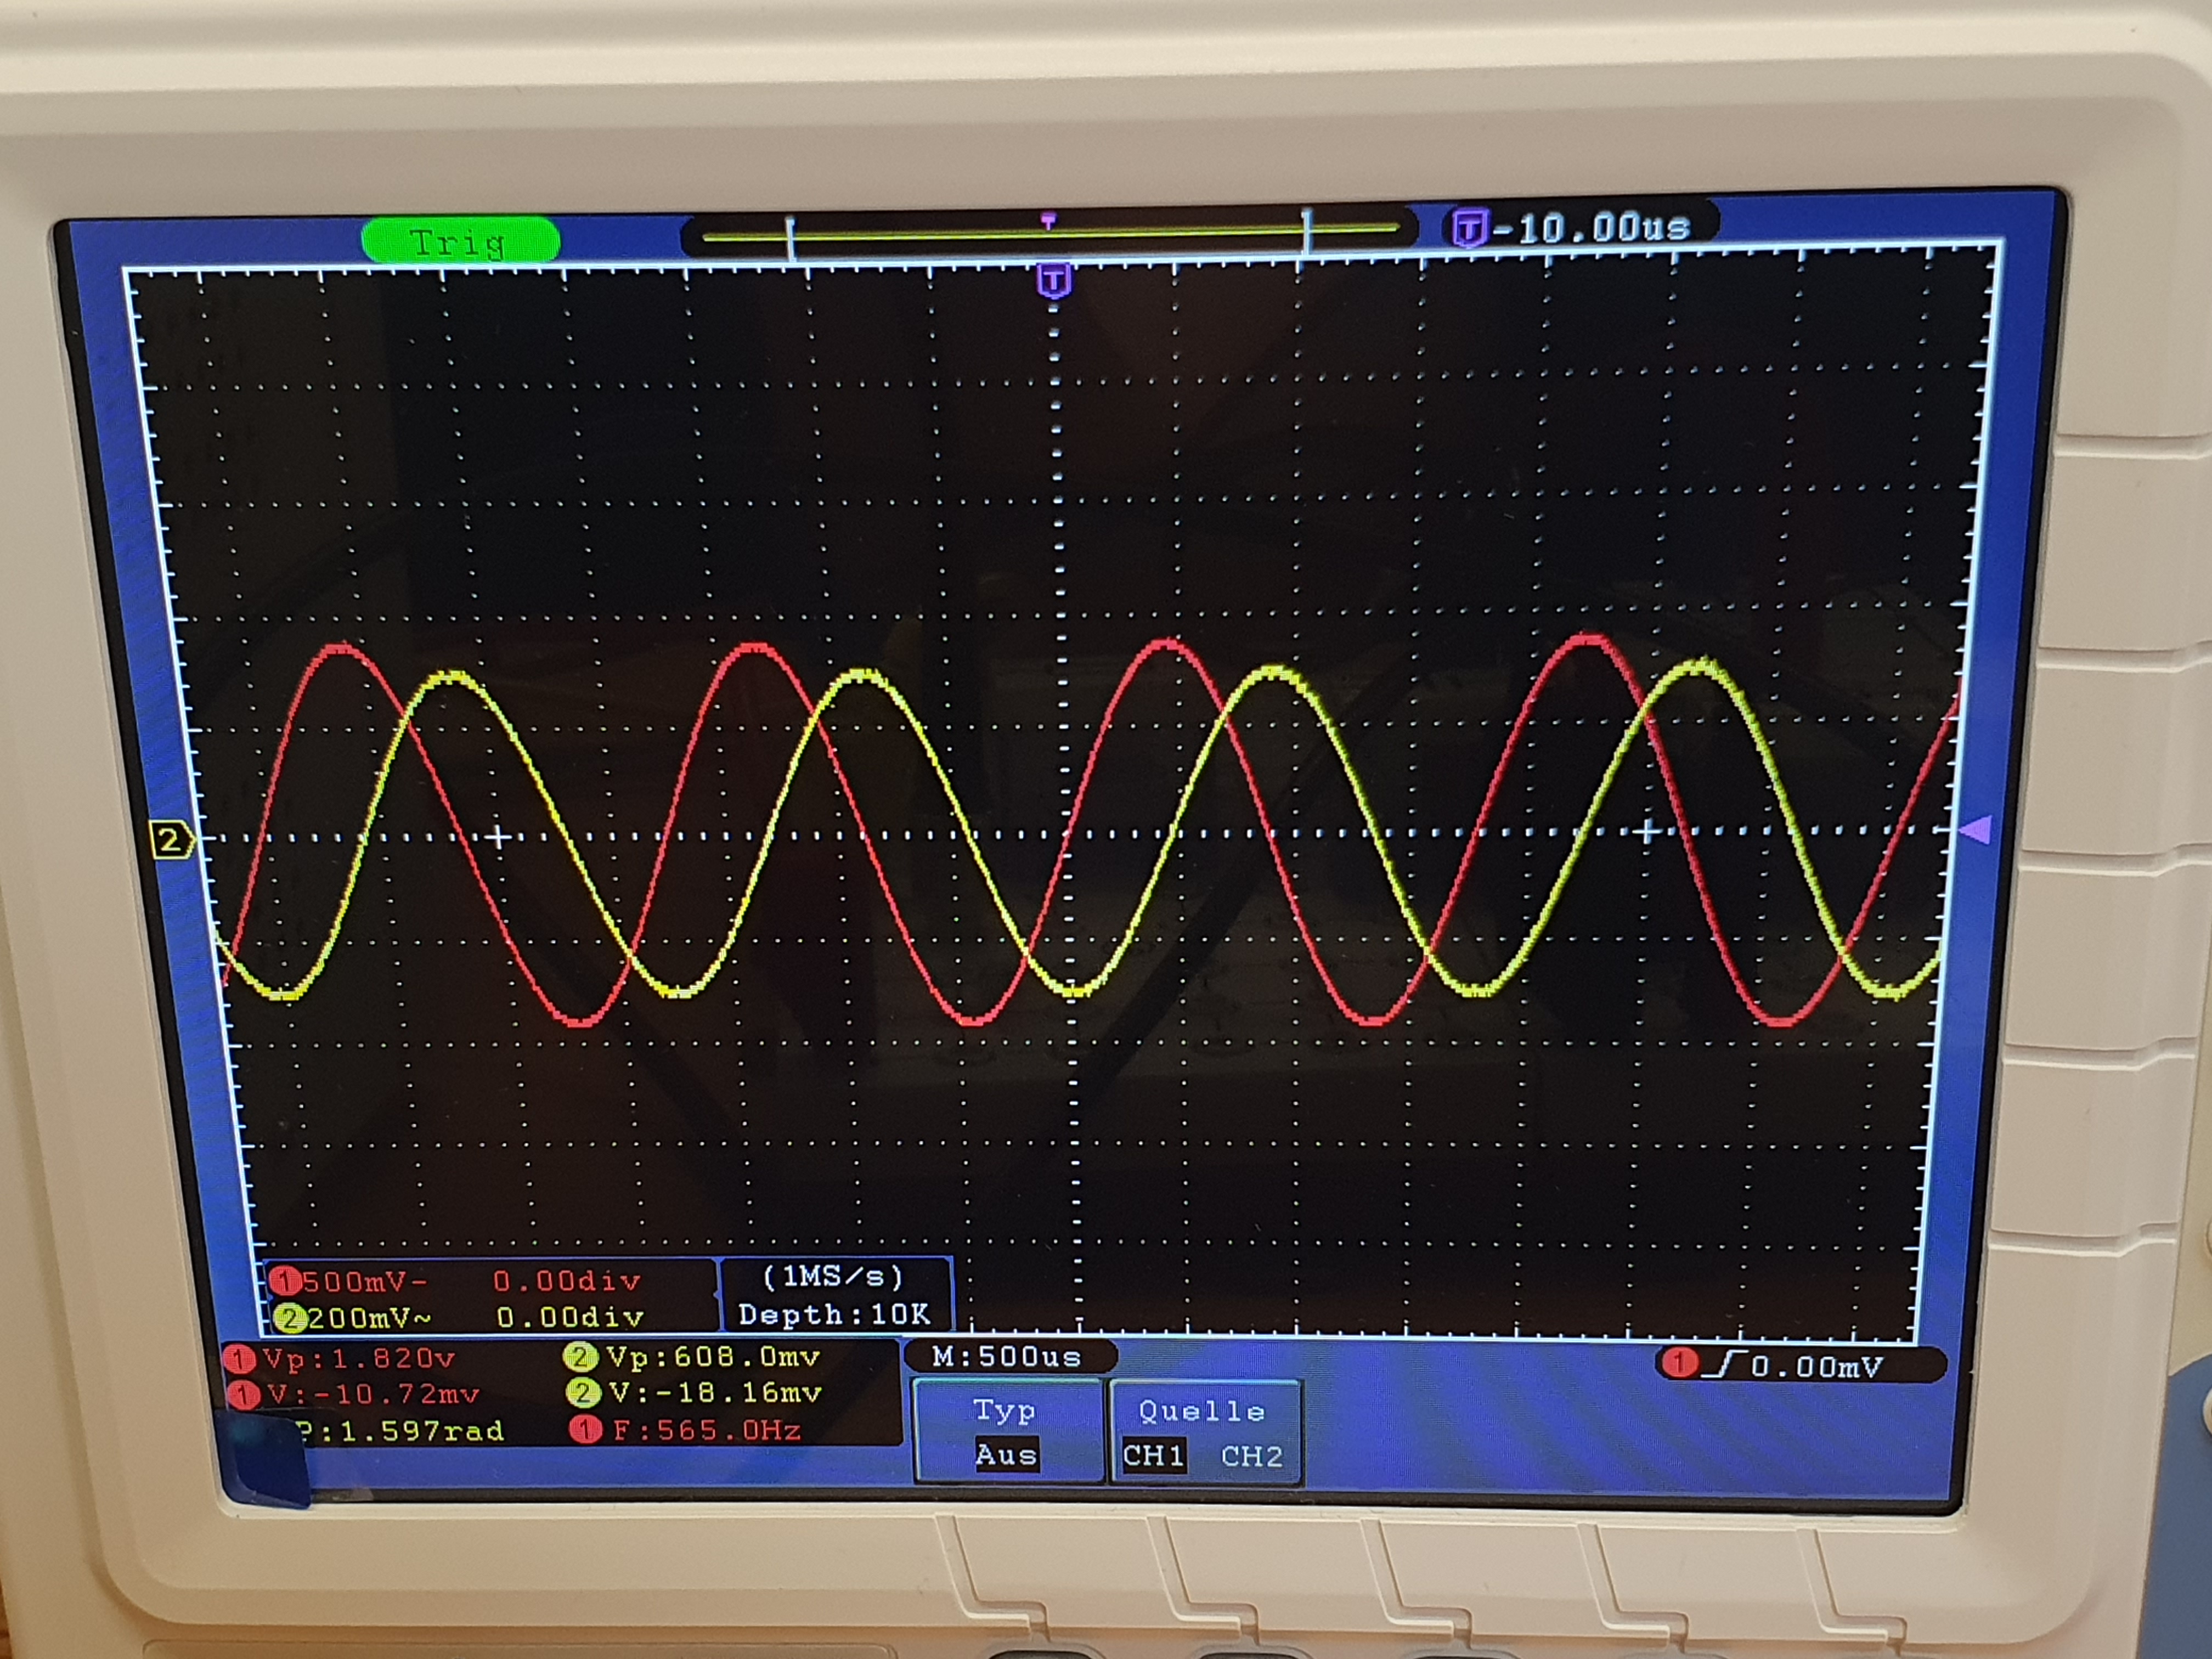 Trig
T -10.00us
T
2
1 500mV- 0.00div
2 200mV~ 0.00div
(1MS/s)
Depth:10K
1 Vp:1.820v 2 Vp:608.0mv
1 V:-10.72mv 2 V:-18.16mv
P:1.597rad 1 F:565.0Hz
M:500us
1 0.00mV
Typ
Aus
Quelle
CH1 CH2